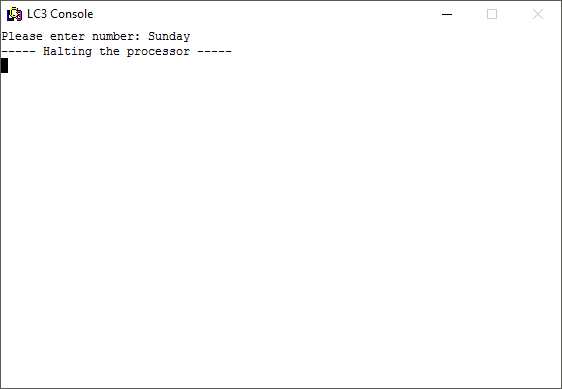 LC3 Console
Please enter number: Sunday
----- Halting the processor -----